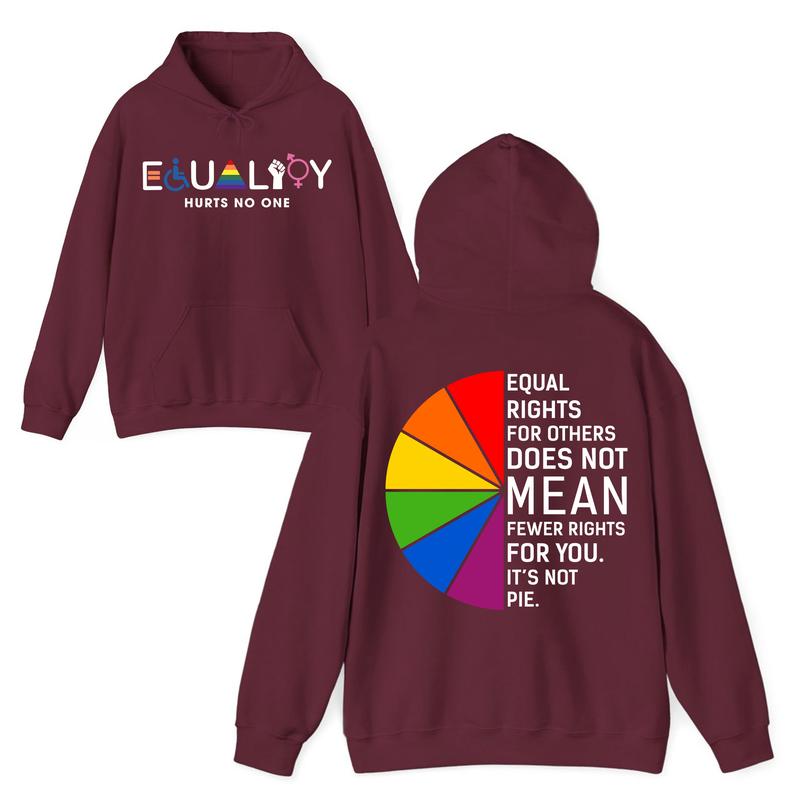 EQUALITY
HURTS NO ONE
EQUAL
RIGHTS
FOR OTHERS
DOES NOT
MEAN
FEWER RIGHTS
FOR YOU.
IT'S NOT
PIE.